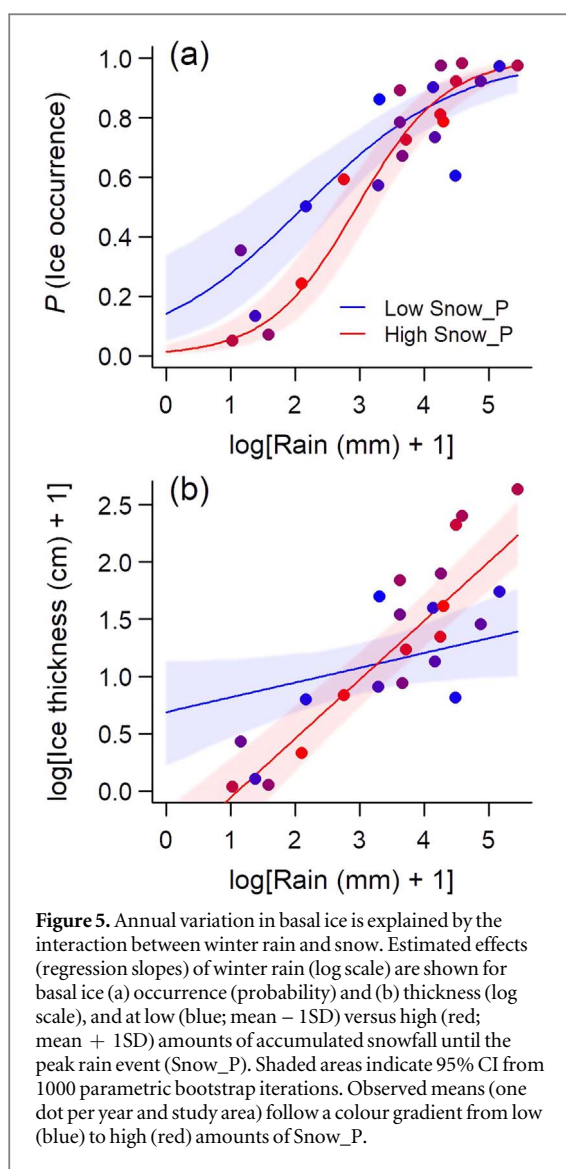 (a)
P (Ice occurrence)
1.0
0.8
0.6
0.4
0.2
0.0
Low Snow_P
High Snow_P
0 1 2 3 4 5
log[Rain (mm) + 1]
(b)
log[Ice thickness (cm) + 1]
2.5
2.0
1.5
1.0
0.5
0.0
0 1 2 3 4 5
log[Rain (mm) + 1]
Figure 5. Annual variation in basal ice is explained by the
interaction between winter rain and snow. Estimated effects
(regression slopes) of winter rain (log scale) are shown for
basal ice (a) occurrence (probability) and (b) thickness (log
scale), and at low (blue; mean − 1SD) versus high (red;
mean + 1SD) amounts of accumulated snowfall until the
peak rain event (Snow_P). Shaded areas indicate 95% CI from
1000 parametric bootstrap iterations. Observed means (one
dot per year and study area) follow a colour gradient from low
(blue) to high (red) amounts of Snow_P.